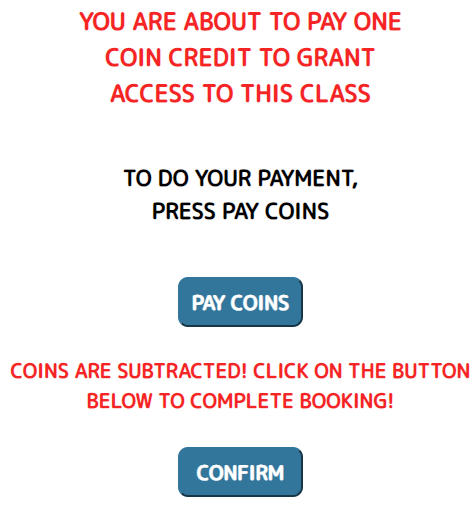 YOU ARE ABOUT TO PAY ONE
COIN CREDIT TO GRANT
ACCESS TO THIS CLASS
TO DO YOUR PAYMENT,
PRESS PAY COINS
PAY COINS
COINS ARE SUBTRACTED! CLICK ON THE BUTTON
BELOW TO COMPLETE BOOKING!
CONFIRM